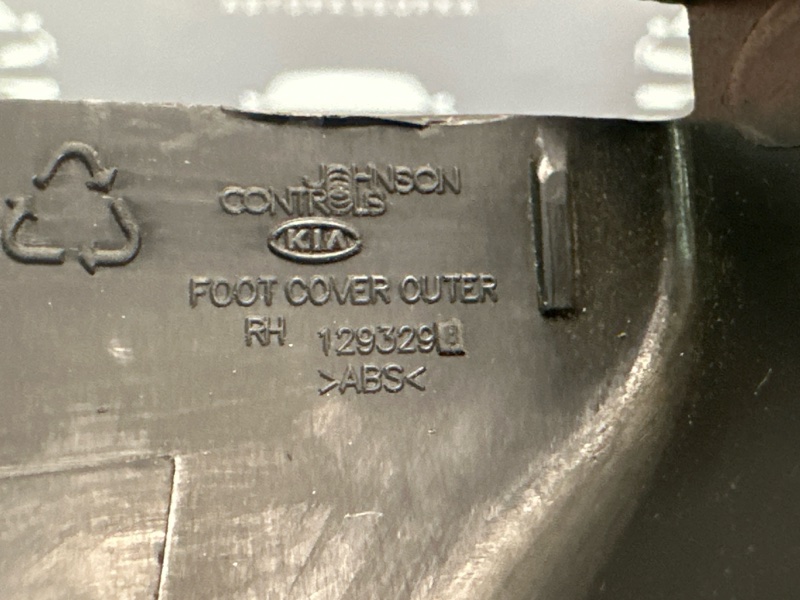 JOHNSON
CONTROLS
KIA
FOOT COVER OUTER
RH 129329
>ABS<